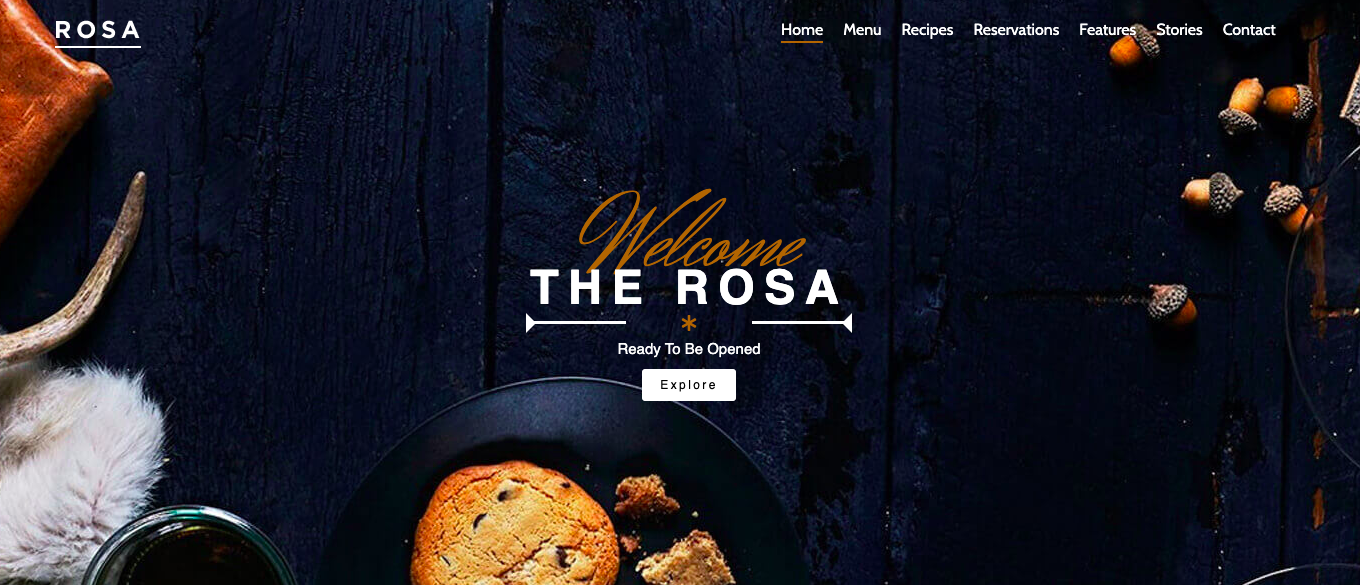 ROSA
Home Menu Recipes Reservations Features Stories Contact
Welcome
THE ROSA
*
Ready To Be Opened
Explore